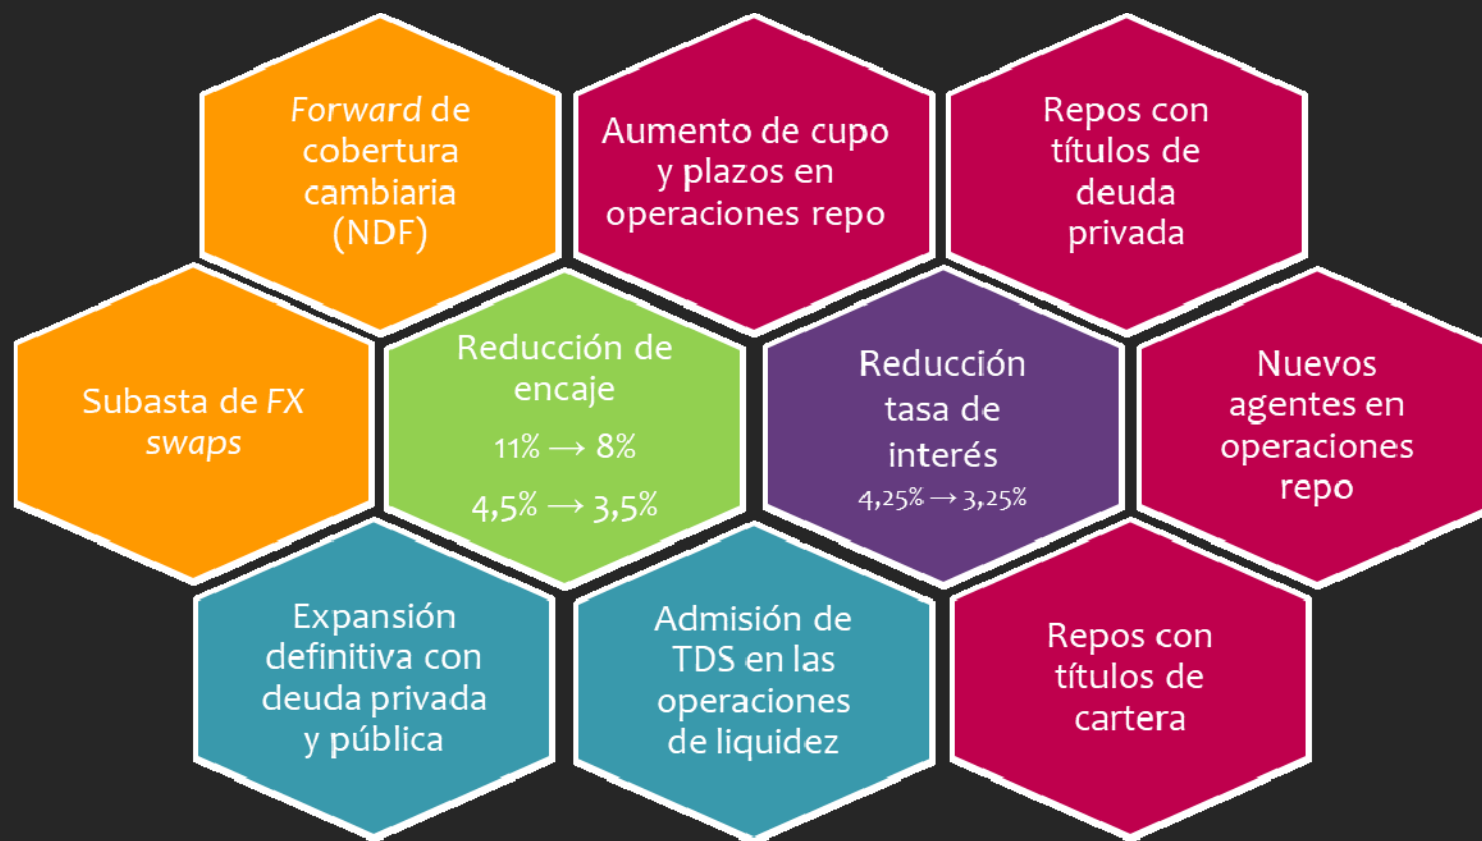 Forward de
cobertura
cambiaria
(NDF)
Aumento de cupo
y plazos en
operaciones repo
Repos con
títulos de
deuda
privada
Subasta de FX
swaps
Reducción de
encaje
11% → 8%
4,5% → 3,5%
Reducción
tasa de
interés
4,25% → 3,25%
Nuevos
agentes en
operaciones
repo
Expansión
definitiva con
deuda privada
y pública
Admisión de
TDS en las
operaciones
de liquidez
Repos con
títulos de
cartera